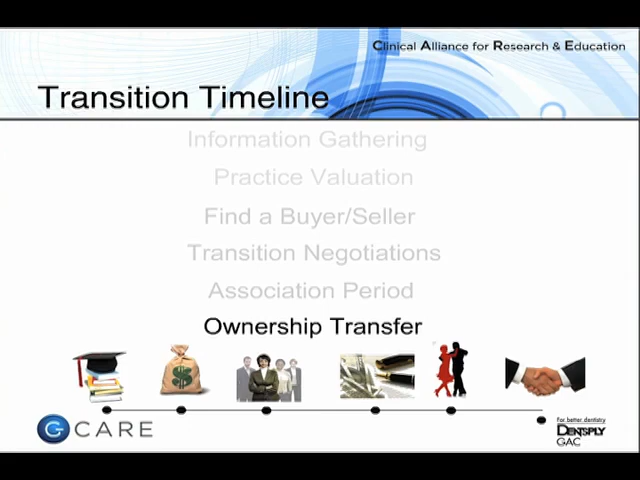 Clinical Alliance for Research & Education
Transition Timeline
Information Gathering
Practice Valuation
Find a Buyer/Seller
Transition Negotiations
Association Period
Ownership Transfer
$
G CARE
For better dentistry
DENTSPLY
GAC